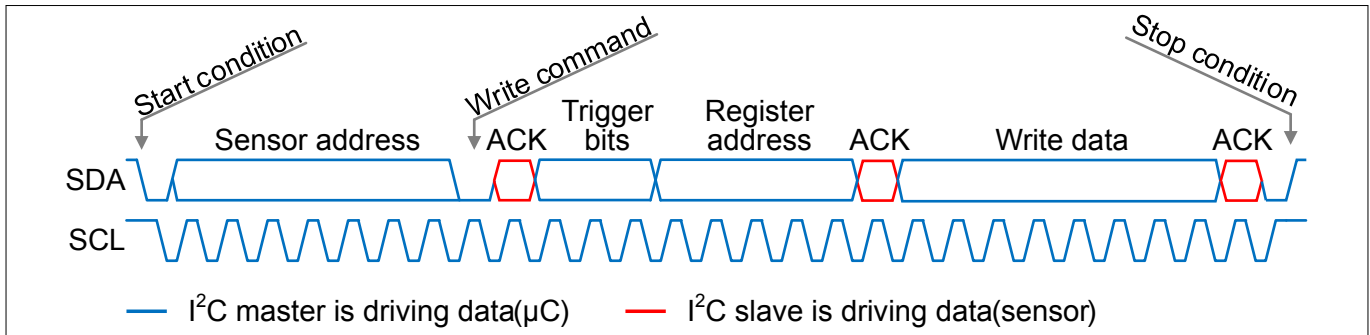 Start condition
Write command
Stop condition
Sensor address
ACK
Trigger
bits
Register
address
ACK
Write data
ACK
SDA
SCL
I²C master is driving data(µC)
I²C slave is driving data(sensor)